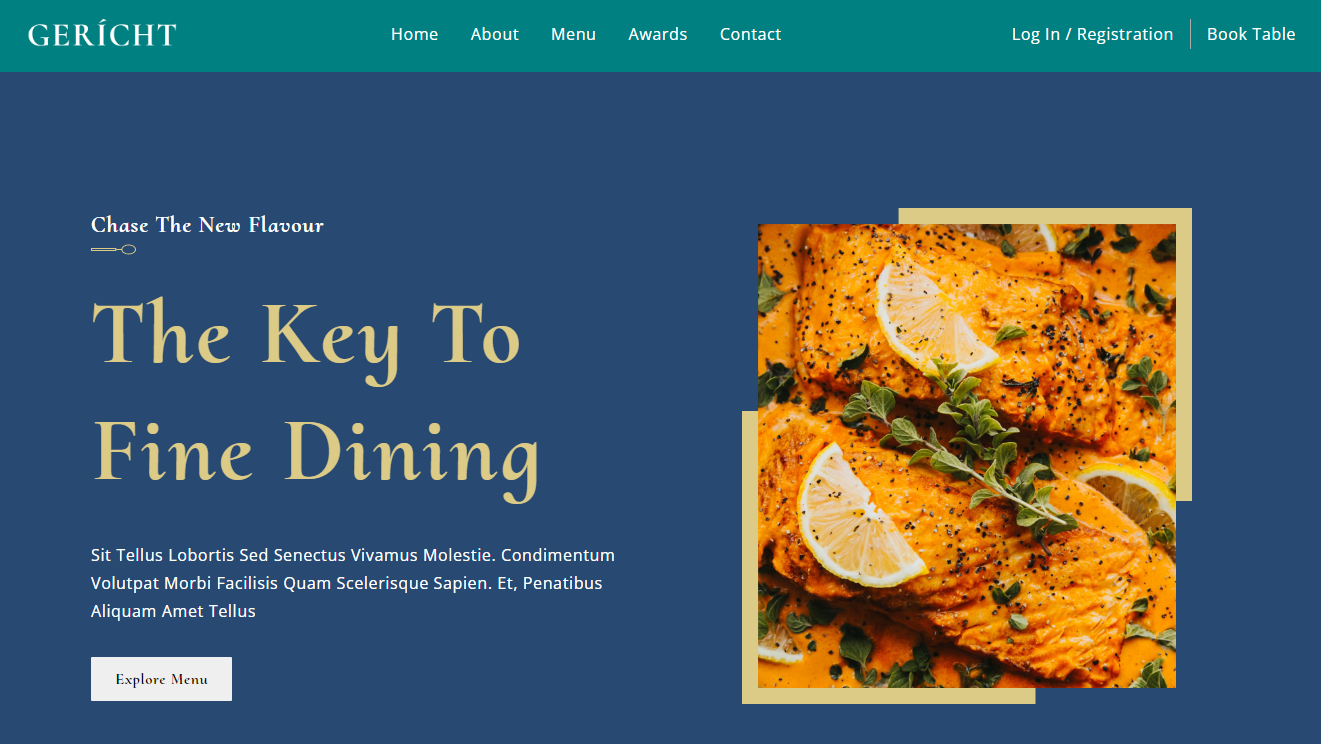 GERÍCHT
Home About Menu Awards Contact
Log In / Registration Book Table
Chase The New Flavour
The Key To
Fine Dining
Sit Tellus Lobortis Sed Senectus Vivamus Molestie. Condimentum
Volutpat Morbi Facilisis Quam Scelerisque Sapien. Et, Penatibus
Aliquam Amet Tellus
Explore Menu